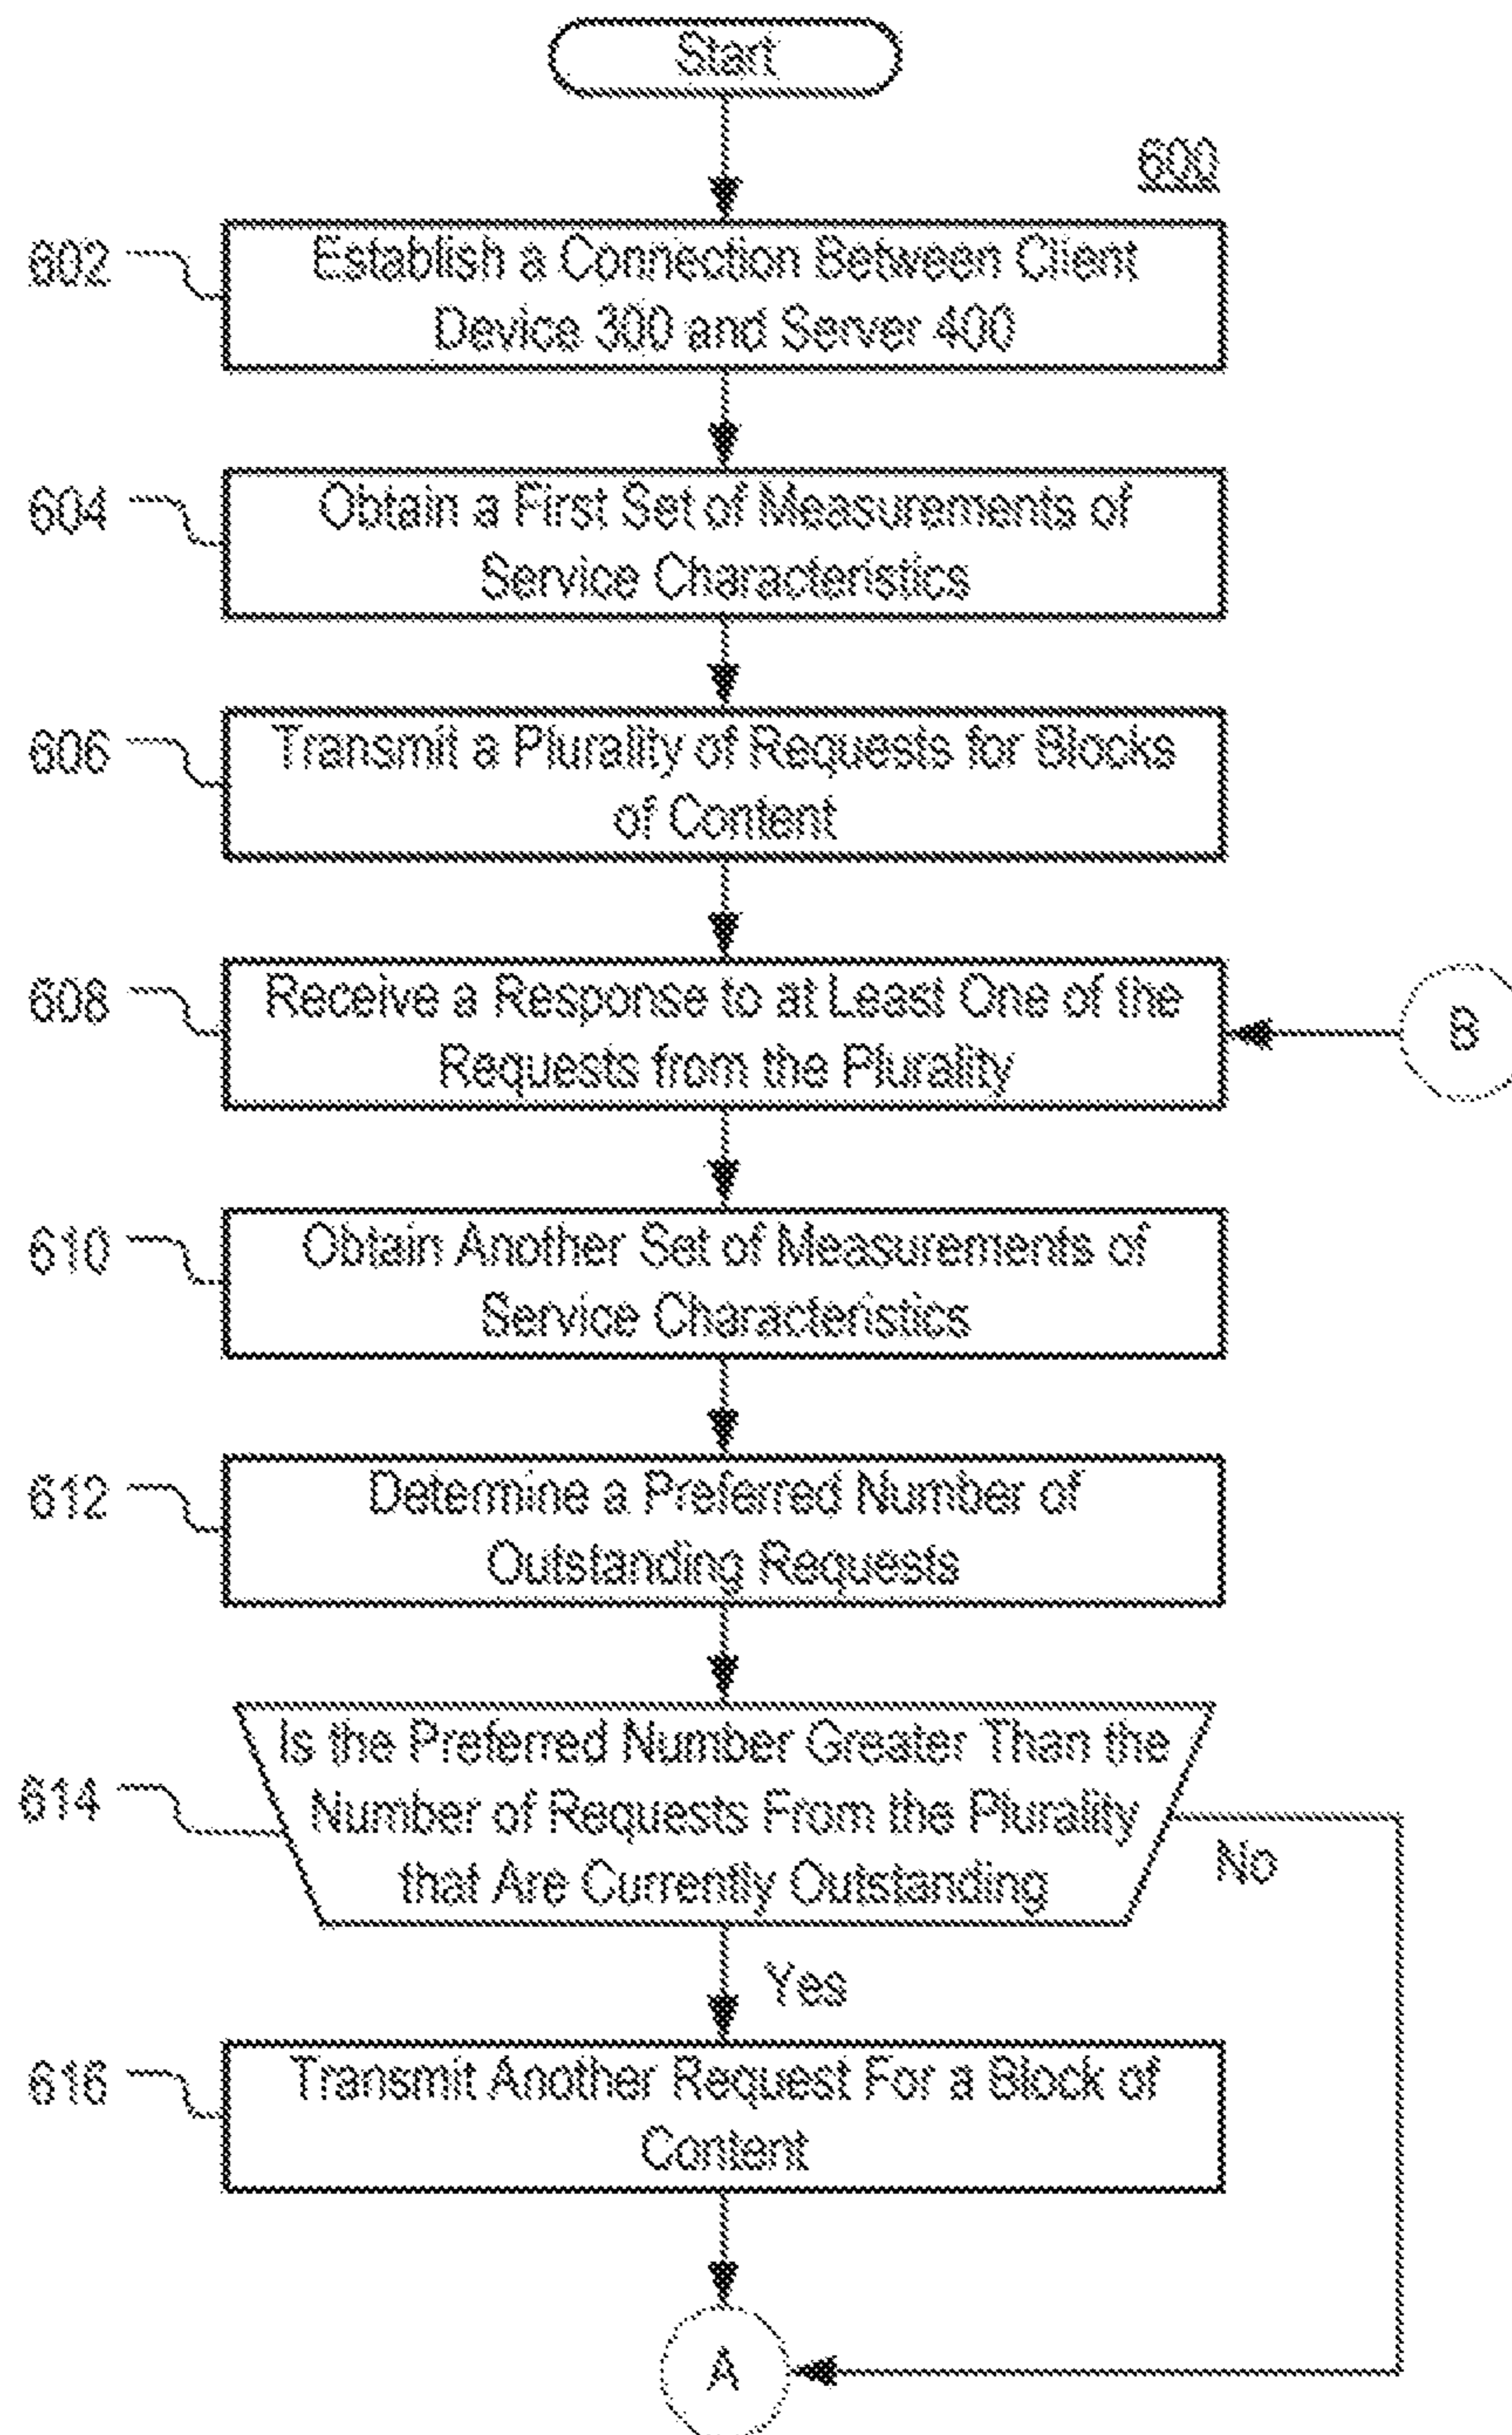 Start
600
602
Establish a Connection Between Client
Device 300 and Server 400
604
Obtain a First Set of Measurements of
Service Characteristics
606
Transmit a Plurality of Requests for Blocks
of Content
608
Receive a Response to at Least One of the
Requests from the Plurality
B
610
Obtain Another Set of Measurements of
Service Characteristics
612
Determine a Preferred Number of
Outstanding Requests
614
Is the Preferred Number Greater Than the
Number of Requests From the Plurality
that Are Currently Outstanding
No
Yes
616
Transmit Another Request For a Block of
Content
A